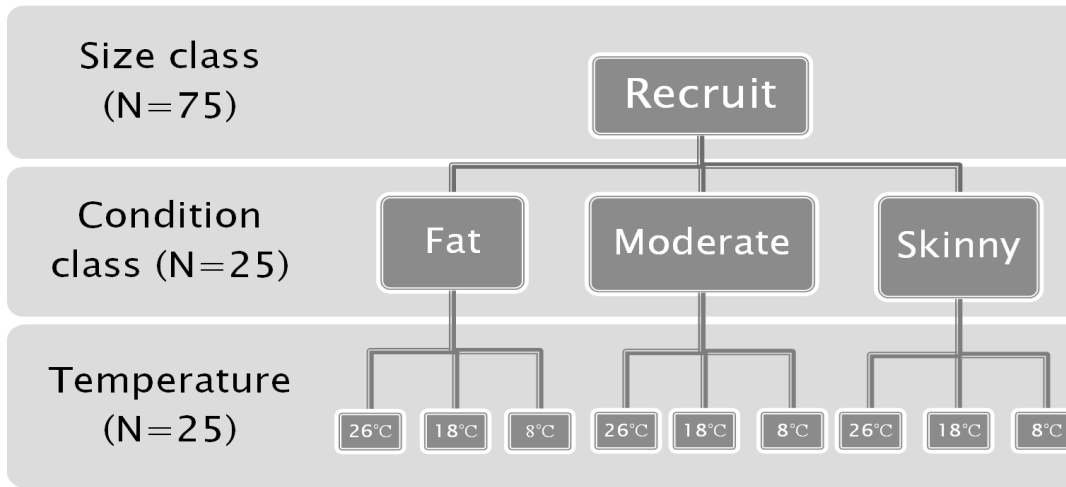 Size class
(N=75)
Recruit
Condition
class (N=25)
Fat
Moderate
Skinny
Temperature
(N=25)
26°C
18°C
8°C
26°C
18°C
8°C
26°C
18°C
8°C